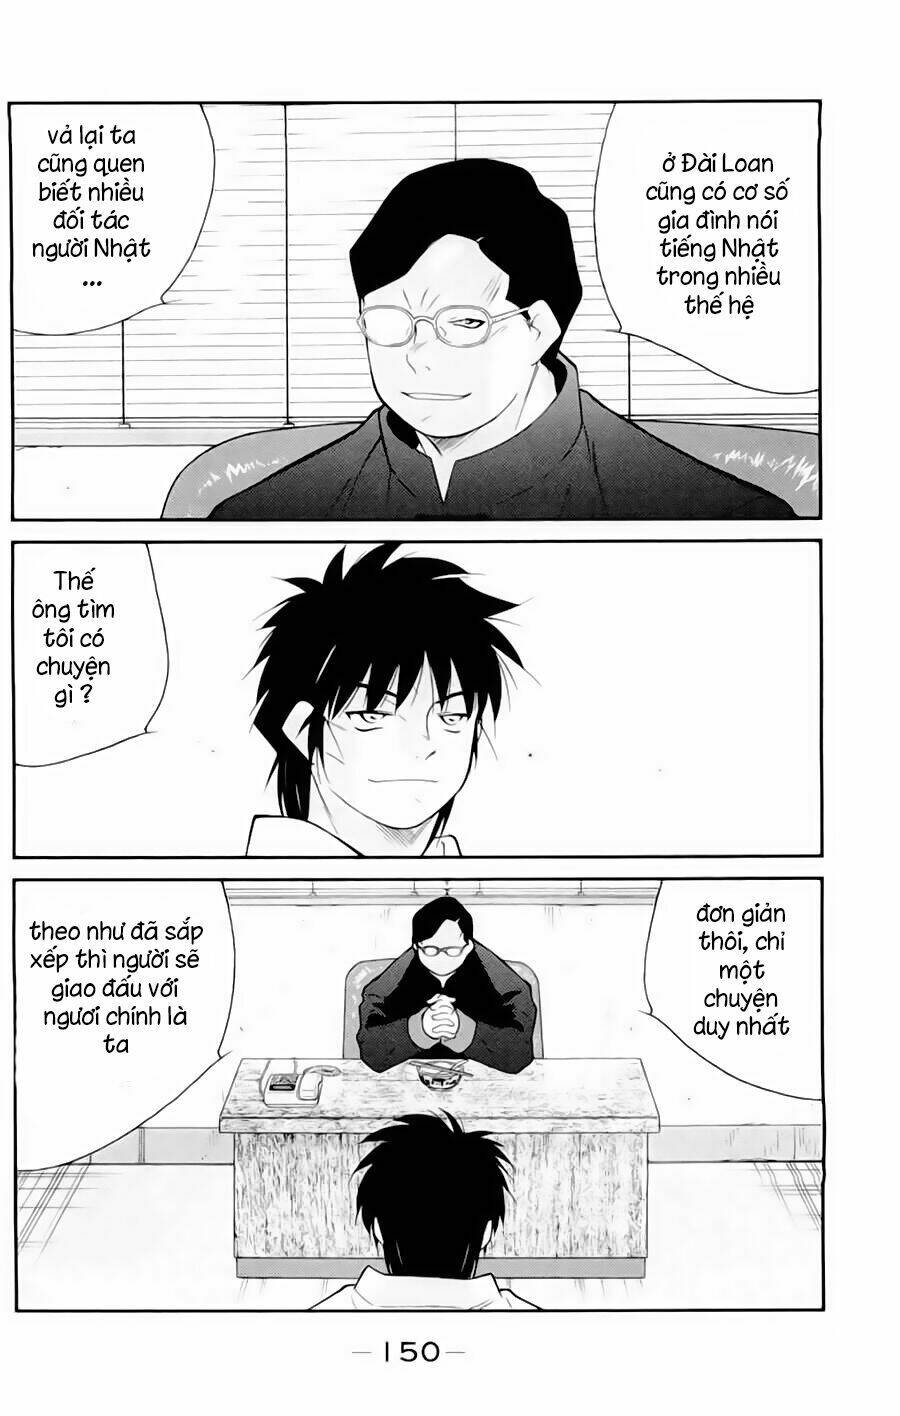 ở Đài Loan
cũng có cơ số
gia đình nói
tiếng Nhật
trong nhiều
thế hệ
vả lại ta
cũng quen
biết nhiều
đối tác
người Nhật
...
Thế
ông tìm
tôi có
chuyện
gì ?
đơn giản
thôi, chỉ
một
chuyện
duy nhất
theo như đã sắp
xếp thì người sẽ
giao đấu với
ngươi chính là
ta
150